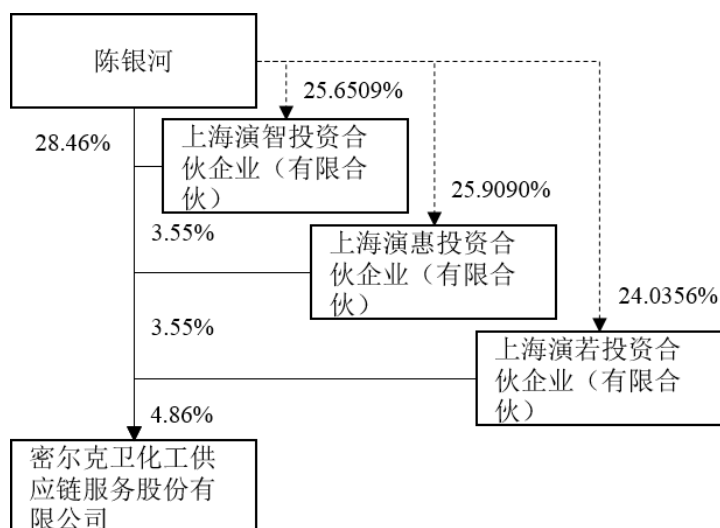 陈银河
25.6509%
28.46%
上海演智投资合
伙企业（有限合
伙）
25.9090%
3.55%
上海演惠投资合
伙企业（有限合
伙）
24.0356%
3.55%
上海演若投资合
伙企业（有限合
伙）
4.86%
密尔克卫化工供
应链服务股份有
限公司